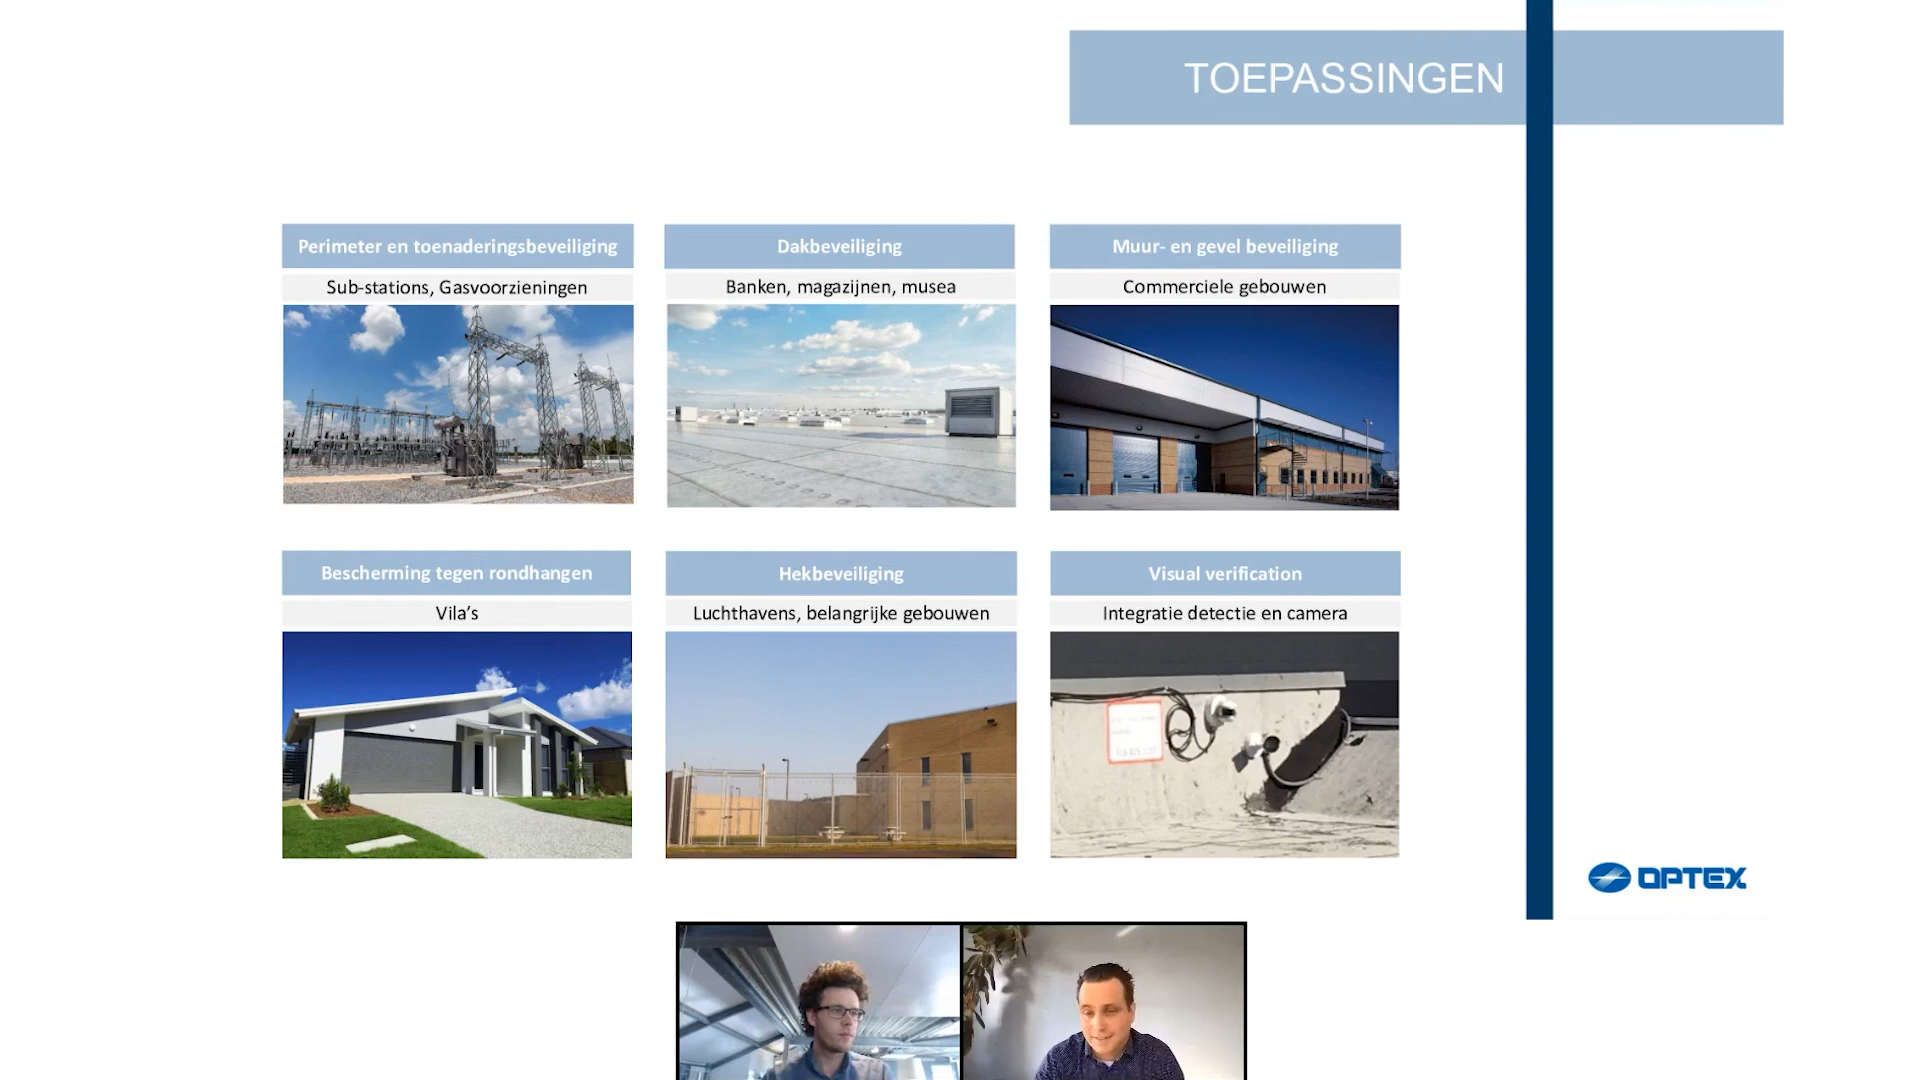 TOEPASSINGEN
Perimeter en toenaderingsbeveiliging
Sub-stations, Gasvoorzieningen
Dakbeveiliging
Banken, magazijnen, musea
Muur- en gevel beveiliging
Commerciele gebouwen
Bescherming tegen rondhangen
Vila's
Hekbeveiliging
Luchthavens, belangrijke gebouwen
Visual verification
Integratie detectie en camera
OPTEX